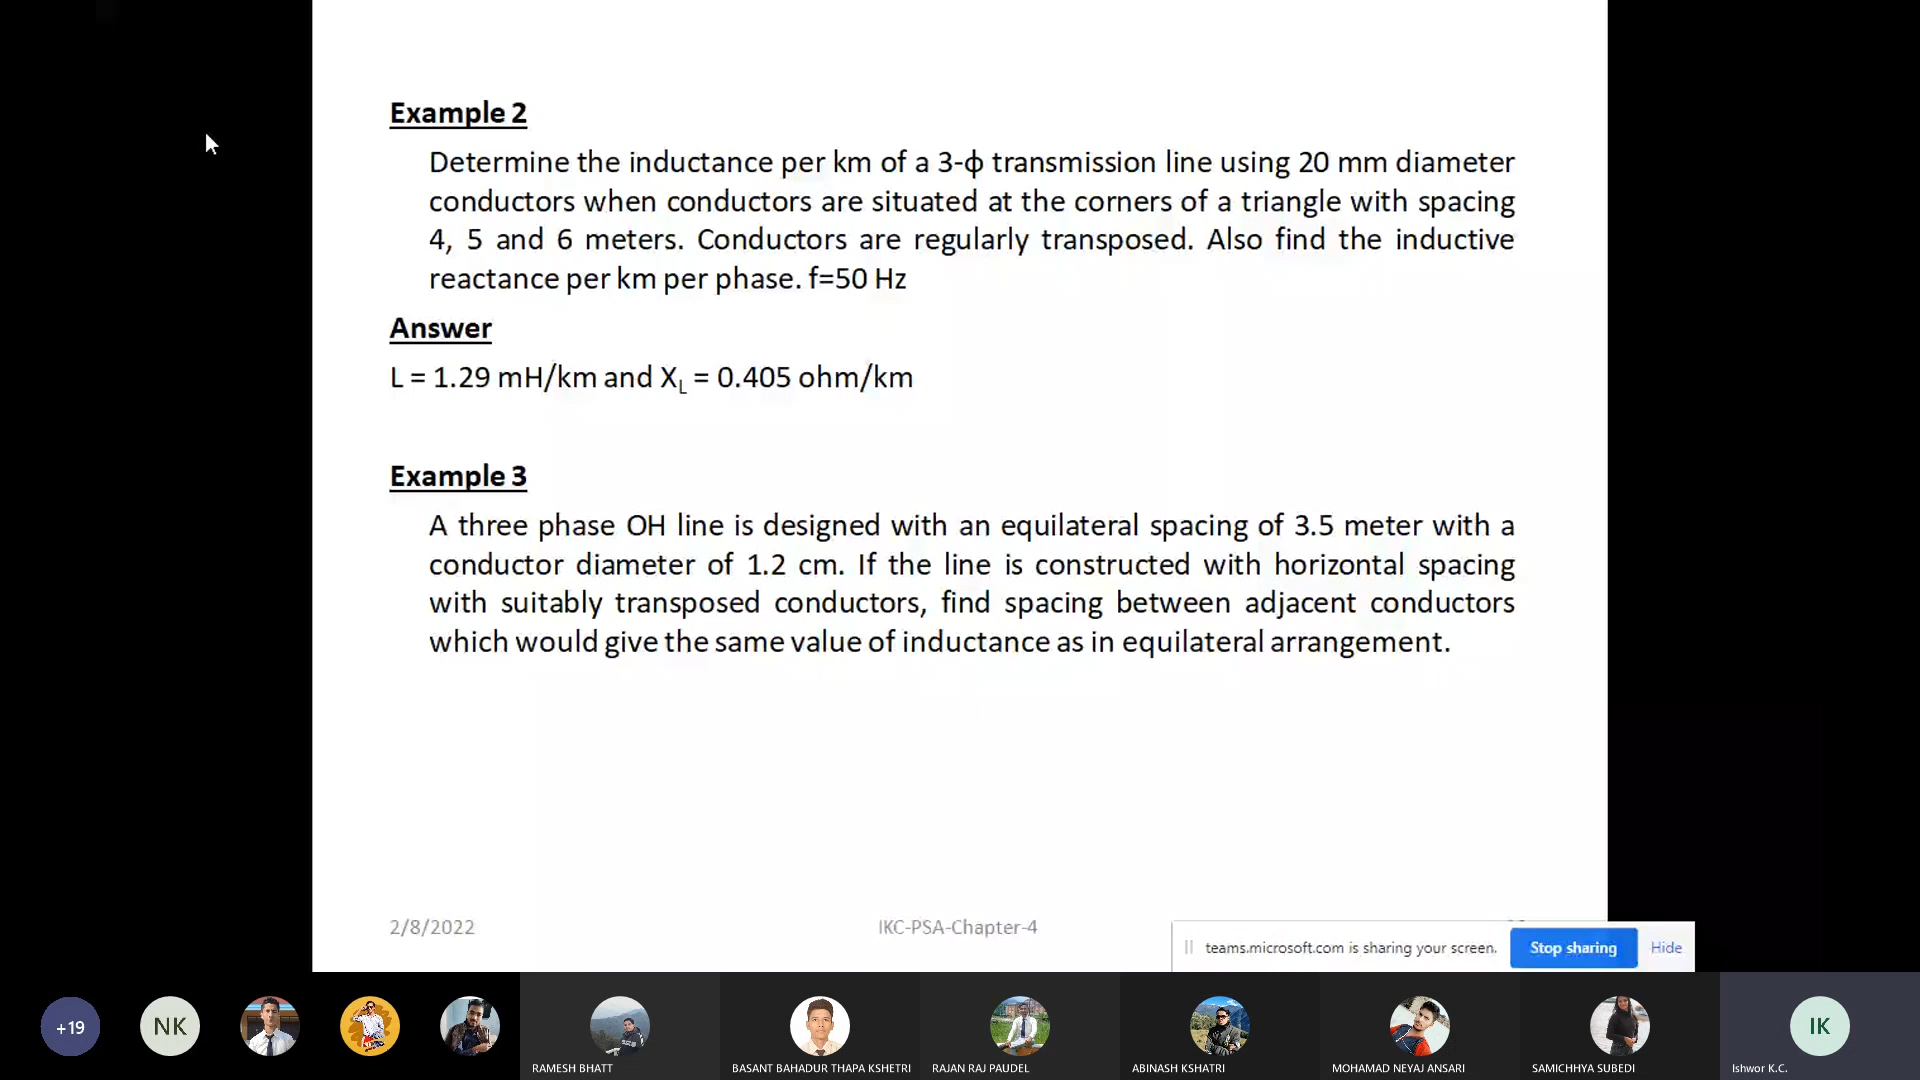 Example 2
Determine the inductance per km of a 3-ф transmission line using 20 mm diameter
conductors when conductors are situated at the corners of a triangle with spacing
4, 5 and 6 meters. Conductors are regularly transposed. Also find the inductive
reactance per km per phase. f=50 Hz
Answer
L = 1.29 mH/km and XL = 0.405 ohm/km
Example 3
A three phase OH line is designed with an equilateral spacing of 3.5 meter with a
conductor diameter of 1.2 cm. If the line is constructed with horizontal spacing
with suitably transposed conductors, find spacing between adjacent conductors
which would give the same value of inductance as in equilateral arrangement.
2/8/2022
IKC-PSA-Chapter-4
teams.microsoft.com is sharing your screen.
Stop sharing
Hide
+19
NK
IK
RAMESH BHATT
BASANT BAHADUR THAPA KSHETRI
RAJAN RAJ PAUDEL
ABINASH KSHATRI
MOHAMAD NEYAJ ANSARI
SAMICHHYA SUBEDI
Ishwor K.C.